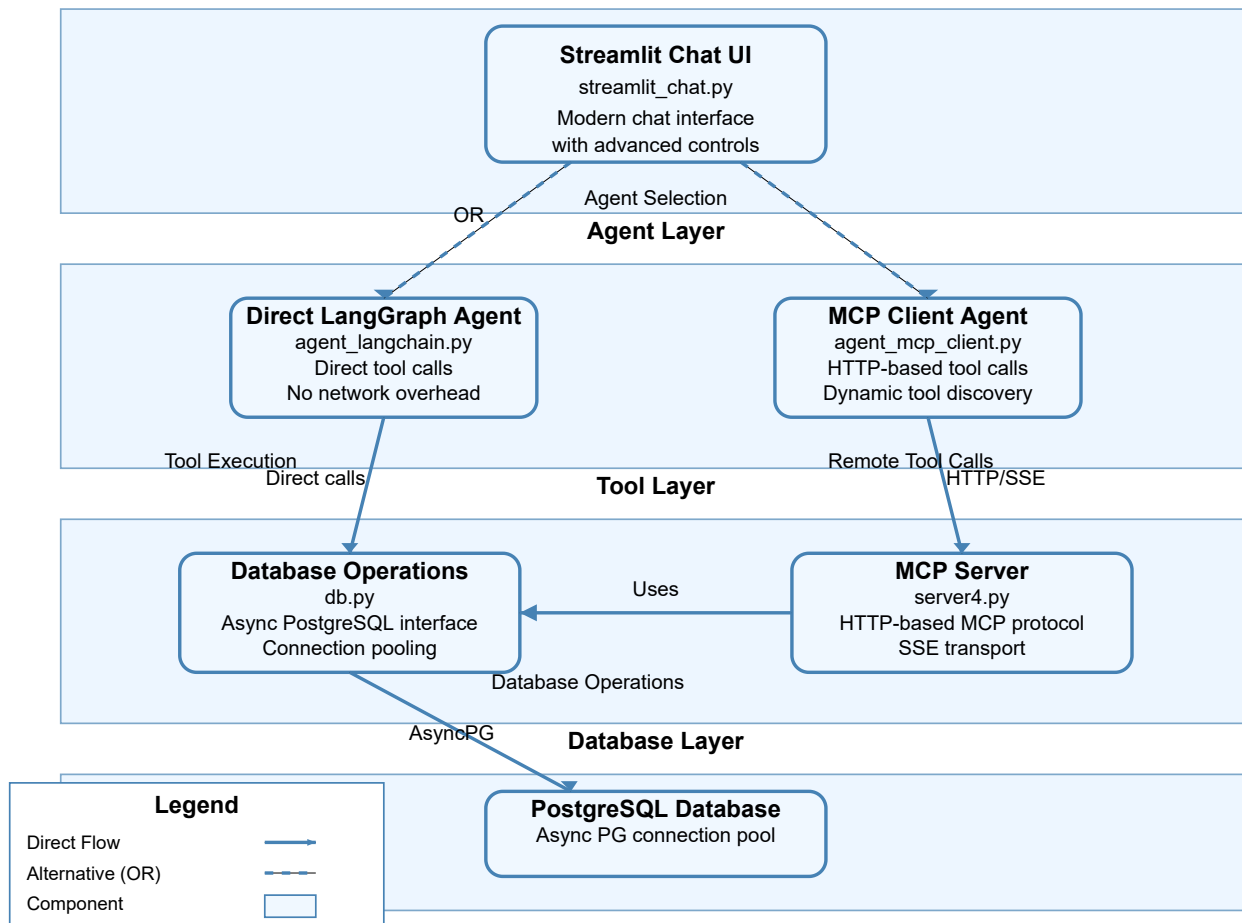 Streamlit Chat UI
streamlit_chat.py
Modern chat interface
with advanced controls
Agent Selection
OR
Agent Layer
Direct LangGraph Agent
agent_langchain.py
Direct tool calls
No network overhead
MCP Client Agent
agent_mcp_client.py
HTTP-based tool calls
Dynamic tool discovery
Tool Execution
Direct calls
Remote Tool Calls
HTTP/SSE
Tool Layer
Database Operations
db.py
Async PostgreSQL interface
Connection pooling
Uses
MCP Server
server4.py
HTTP-based MCP protocol
SSE transport
Database Operations
AsyncPG
Database Layer
PostgreSQL Database
Async PG connection pool
Legend
Direct Flow
Alternative (OR)
Component